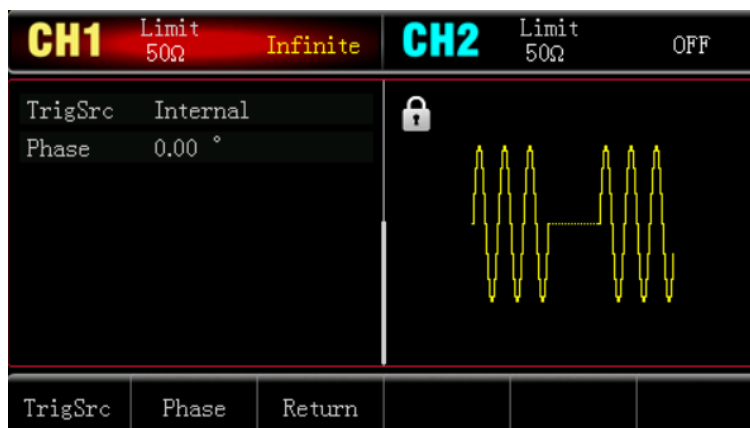 CH1 Limit 50Ω Infinite CH2 Limit 50Ω OFF
TrigSrc Internal
Phase 0.00 °
TrigSrc Phase Return